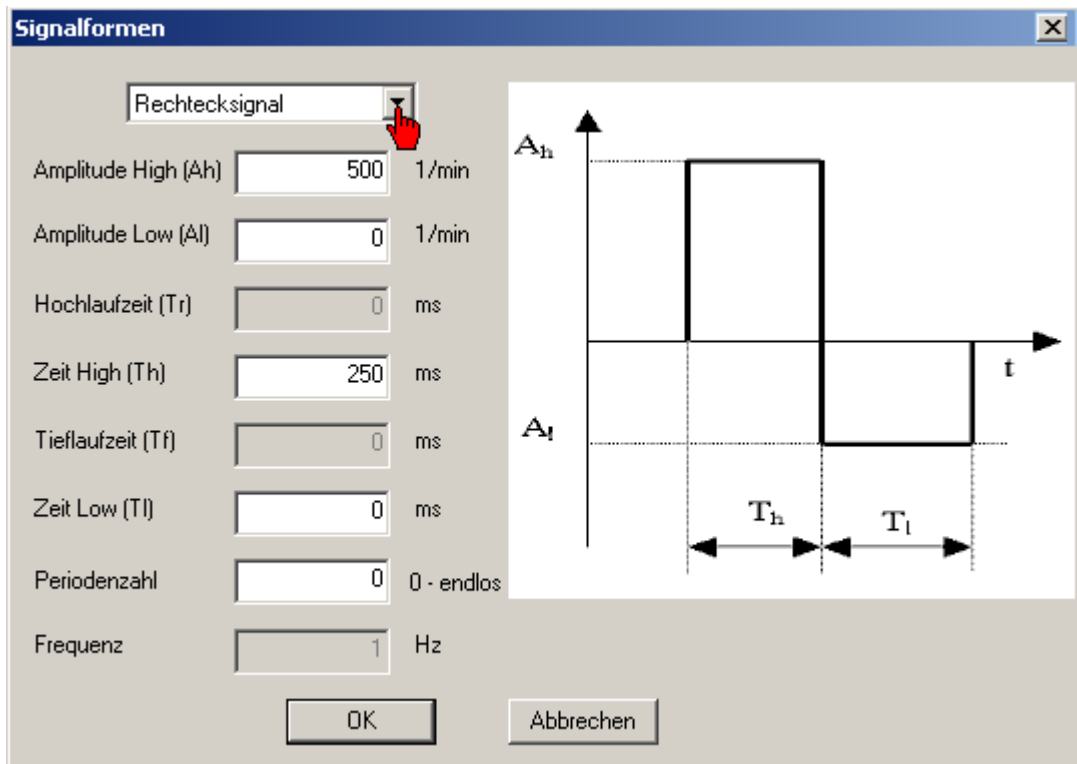 Signalformen
Rechtecksignal
Amplitude High (Ah) 500 1/min
Amplitude Low (Al) 0 1/min
Hochlaufzeit (Tr) 0 ms
Zeit High (Th) 250 ms
Tieflaufzeit (Tf) 0 ms
Zeit Low (Tl) 0 ms
Periodenzahl 0 0 - endlos
Frequenz 1 Hz
OK Abbrechen
Ah
t
Al
Th Tl